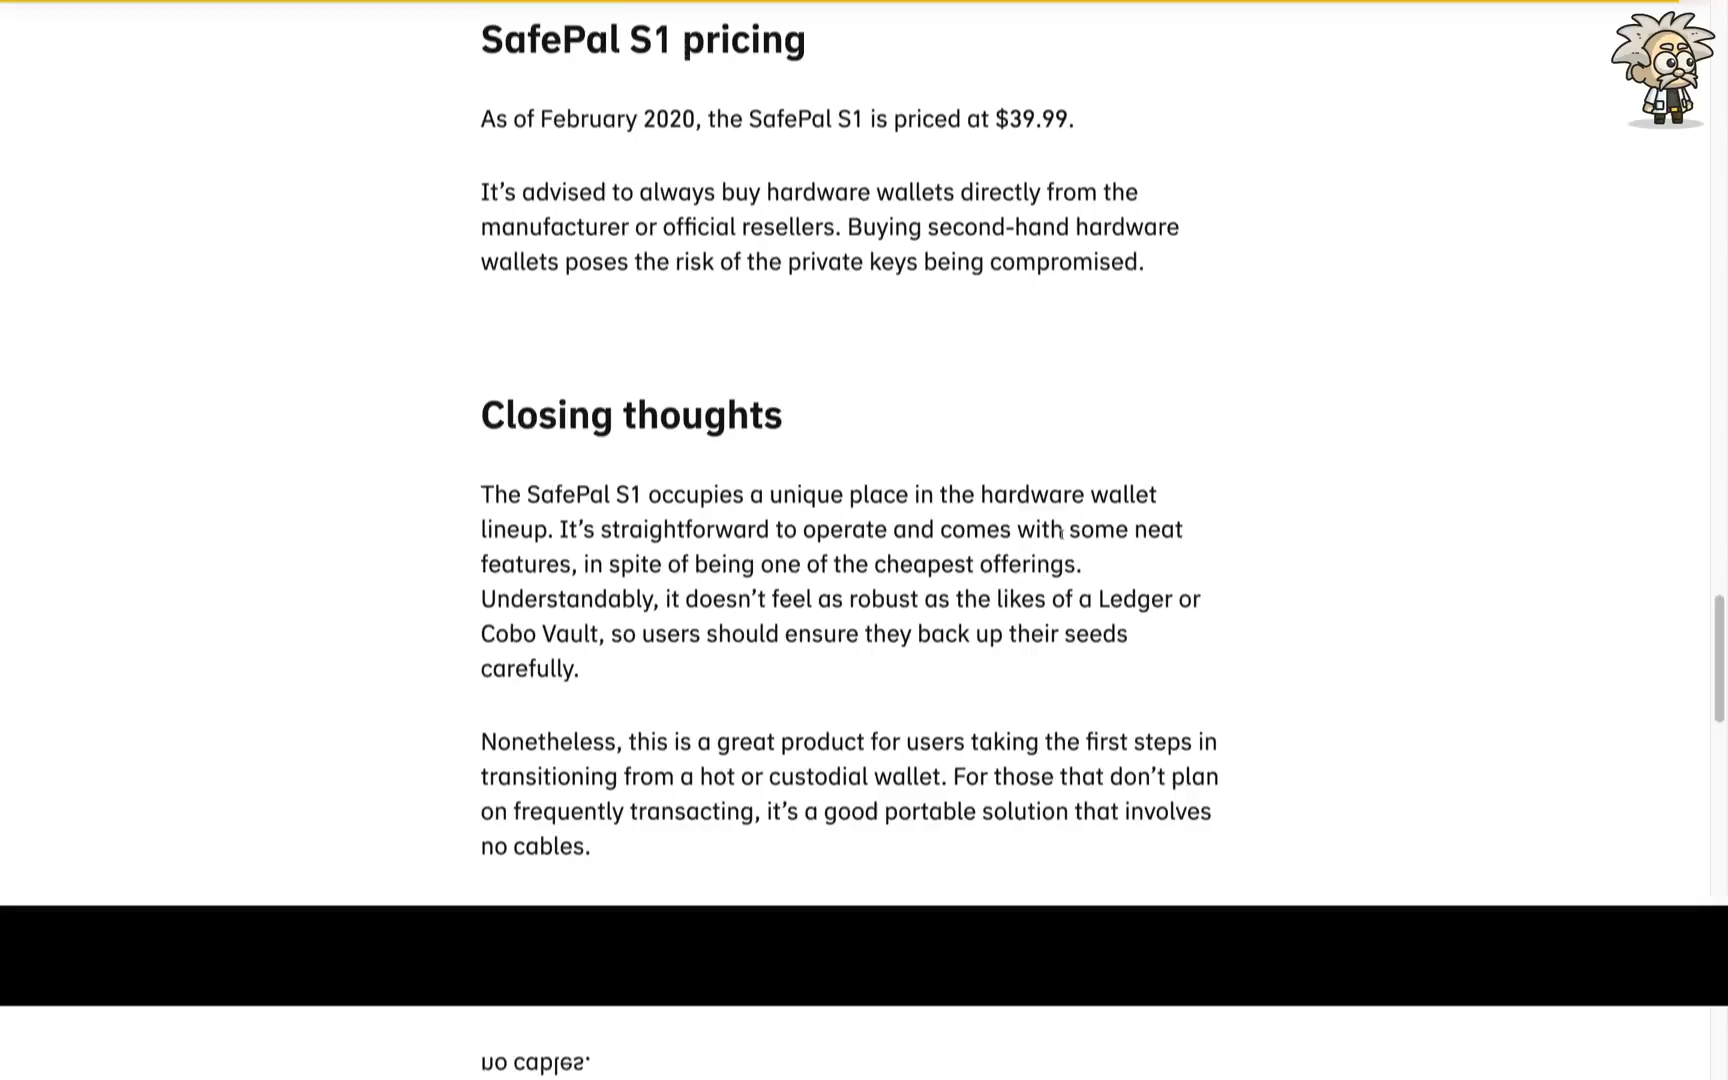 SafePal S1 pricing
As of February 2020, the SafePal S1 is priced at $39.99.
It’s advised to always buy hardware wallets directly from the
manufacturer or official resellers. Buying second-hand hardware
wallets poses the risk of the private keys being compromised.
Closing thoughts
The SafePal S1 occupies a unique place in the hardware wallet
lineup. It’s straightforward to operate and comes with some neat
features, in spite of being one of the cheapest offerings.
Understandably, it doesn’t feel as robust as the likes of a Ledger or
Cobo Vault, so users should ensure they back up their seeds
carefully.
Nonetheless, this is a great product for users taking the first steps in
transitioning from a hot or custodial wallet. For those that don’t plan
on frequently transacting, it’s a good portable solution that involves
no cables.
no cables.